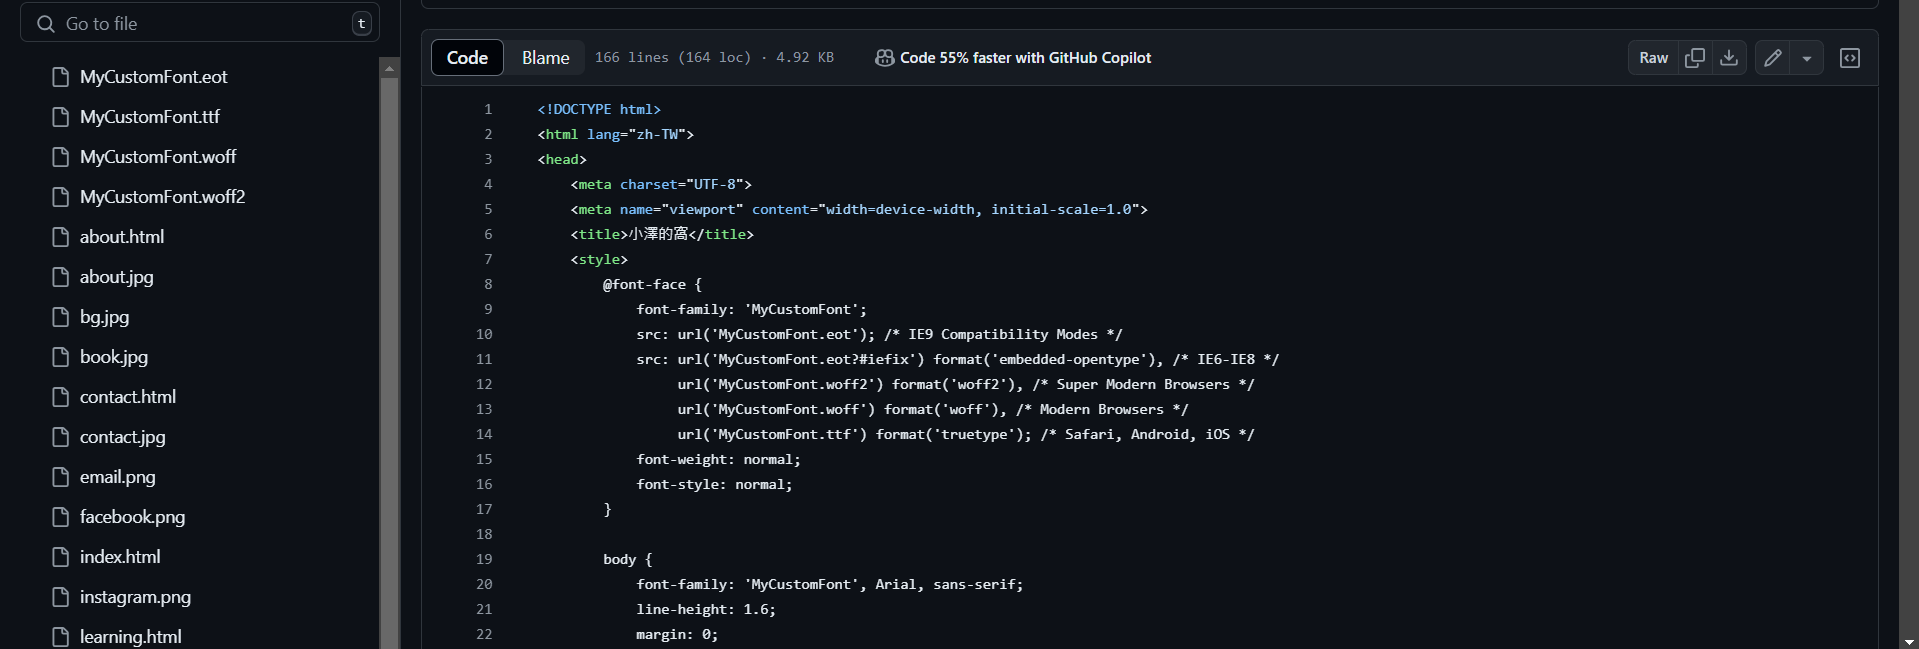 Go to file
t
MyCustomFont.eot
MyCustomFont.ttf
MyCustomFont.woff
MyCustomFont.woff2
about.html
about.jpg
bg.jpg
book.jpg
contact.html
contact.jpg
email.png
facebook.png
index.html
instagram.png
learning.html
Code Blame 166 lines (164 loc) · 4.92 KB Code 55% faster with GitHub Copilot Raw
1 <!DOCTYPE html>
2 <html lang="zh-TW">
3 <head>
4 <meta charset="UTF-8">
5 <meta name="viewport" content="width=device-width, initial-scale=1.0">
6 <title>小澤的窩</title>
7 <style>
8 @font-face {
9 font-family: 'MyCustomFont';
10 src: url('MyCustomFont.eot'); /* IE9 Compatibility Modes */
11 src: url('MyCustomFont.eot?#iefix') format('embedded-opentype'), /* IE6-IE8 */
12 url('MyCustomFont.woff2') format('woff2'), /* Super Modern Browsers */
13 url('MyCustomFont.woff') format('woff'), /* Modern Browsers */
14 url('MyCustomFont.ttf') format('truetype'); /* Safari, Android, iOS */
15 font-weight: normal;
16 font-style: normal;
17 }
18
19 body {
20 font-family: 'MyCustomFont', Arial, sans-serif;
21 line-height: 1.6;
22 margin: 0;